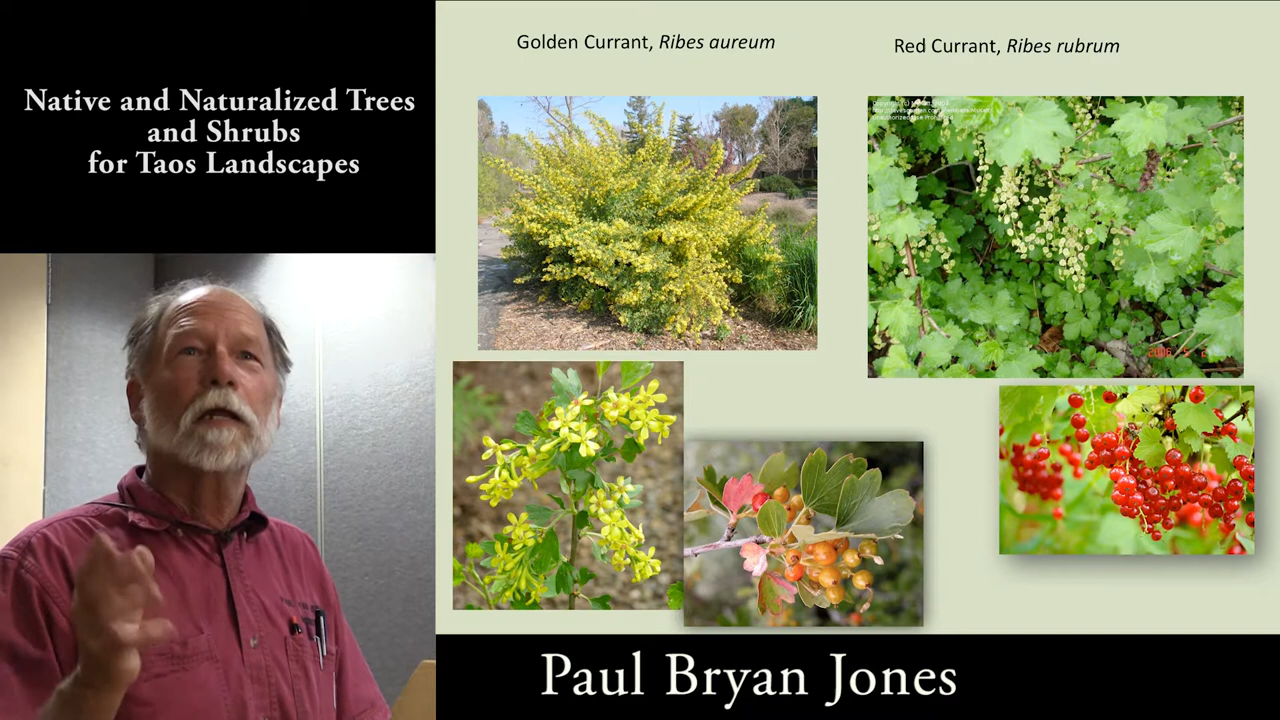 Native and Naturalized Trees
and Shrubs
for Taos Landscapes
Golden Currant, Ribes aureum
Red Currant, Ribes rubrum
Paul Bryan Jones